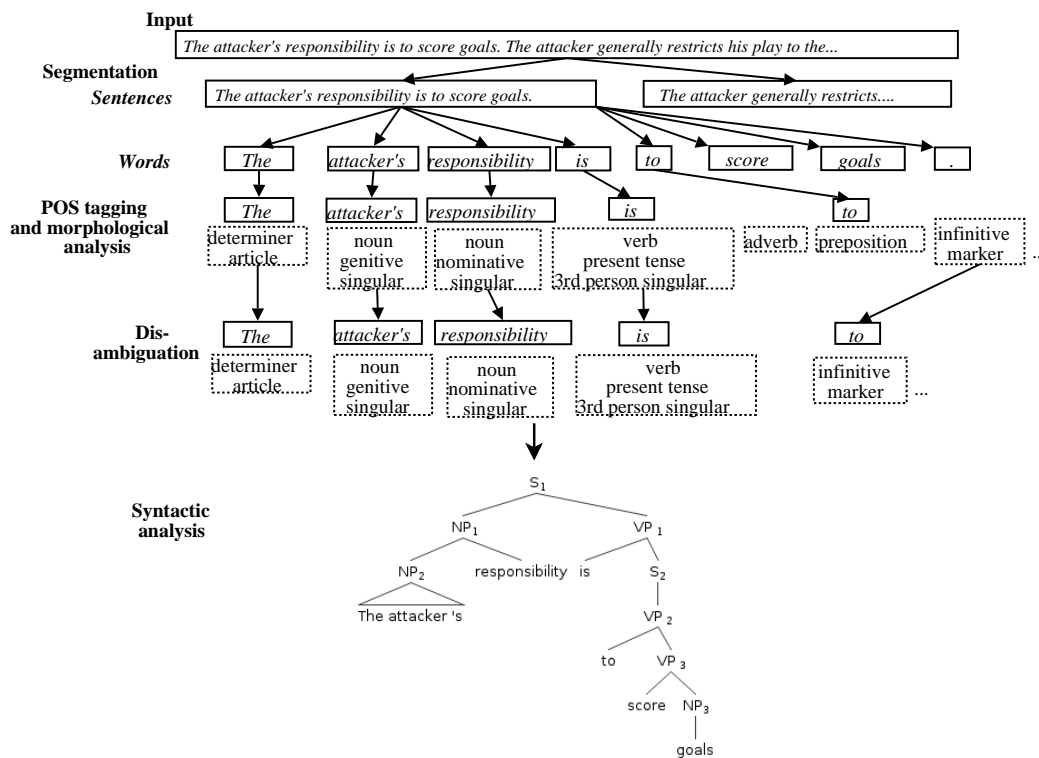 Input
The attacker's responsibility is to score goals. The attacker generally restricts his play to the...
Segmentation
Sentences
The attacker's responsibility is to score goals.
The attacker generally restricts....
Words
The attacker's responsibility is to score goals .
POS tagging
and morphological
analysis
The attacker's responsibility is to
determiner
article
noun
genitive
singular
noun
nominative
singular
verb
present tense
3rd person singular
adverb
preposition
infinitive
marker
...
Dis-
ambiguation
The attacker's responsibility is to
determiner
article
noun
genitive
singular
noun
nominative
singular
verb
present tense
3rd person singular
infinitive
marker
...
Syntactic
analysis
S1
NP1 VP1
NP2 responsibility is S2
The attacker 's VP2
to VP3
score NP3
goals